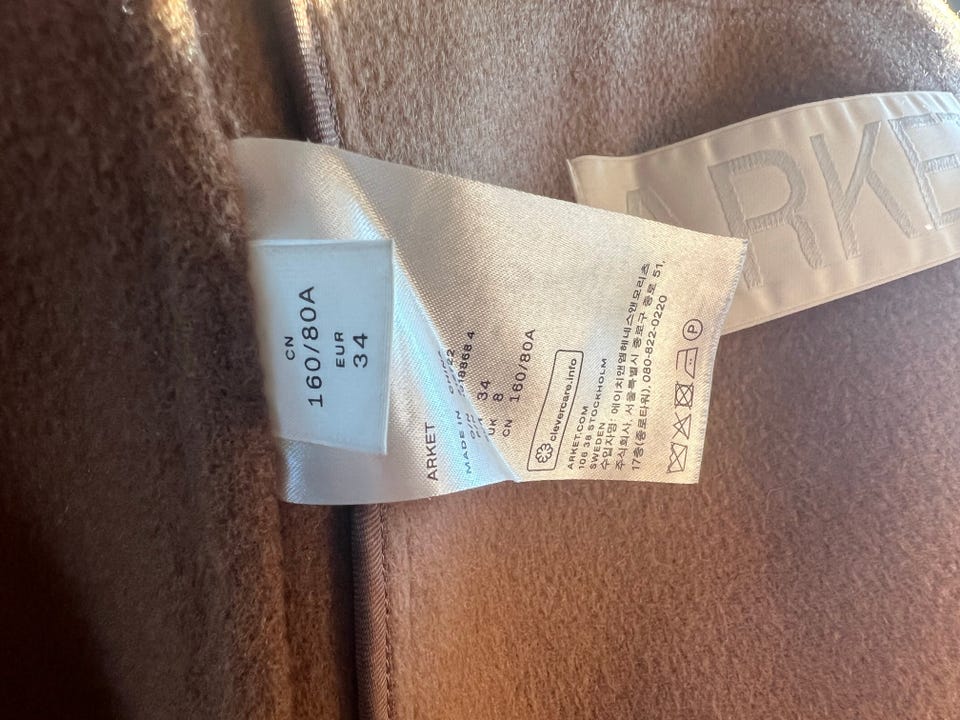 CN
160/80A
EUR
34
ARKET
MADE IN
34
UK 8
CN 160/80A
clevercare.info
ARKET.COM
106 38 STOCKHOLM
SWEDEN
수입자명: 에이치앤엠헤네스앤모리츠
주식회사, 서울특별시 종로구 종로 51,
17층(종로타워), 080-822-0220
P
ARKET